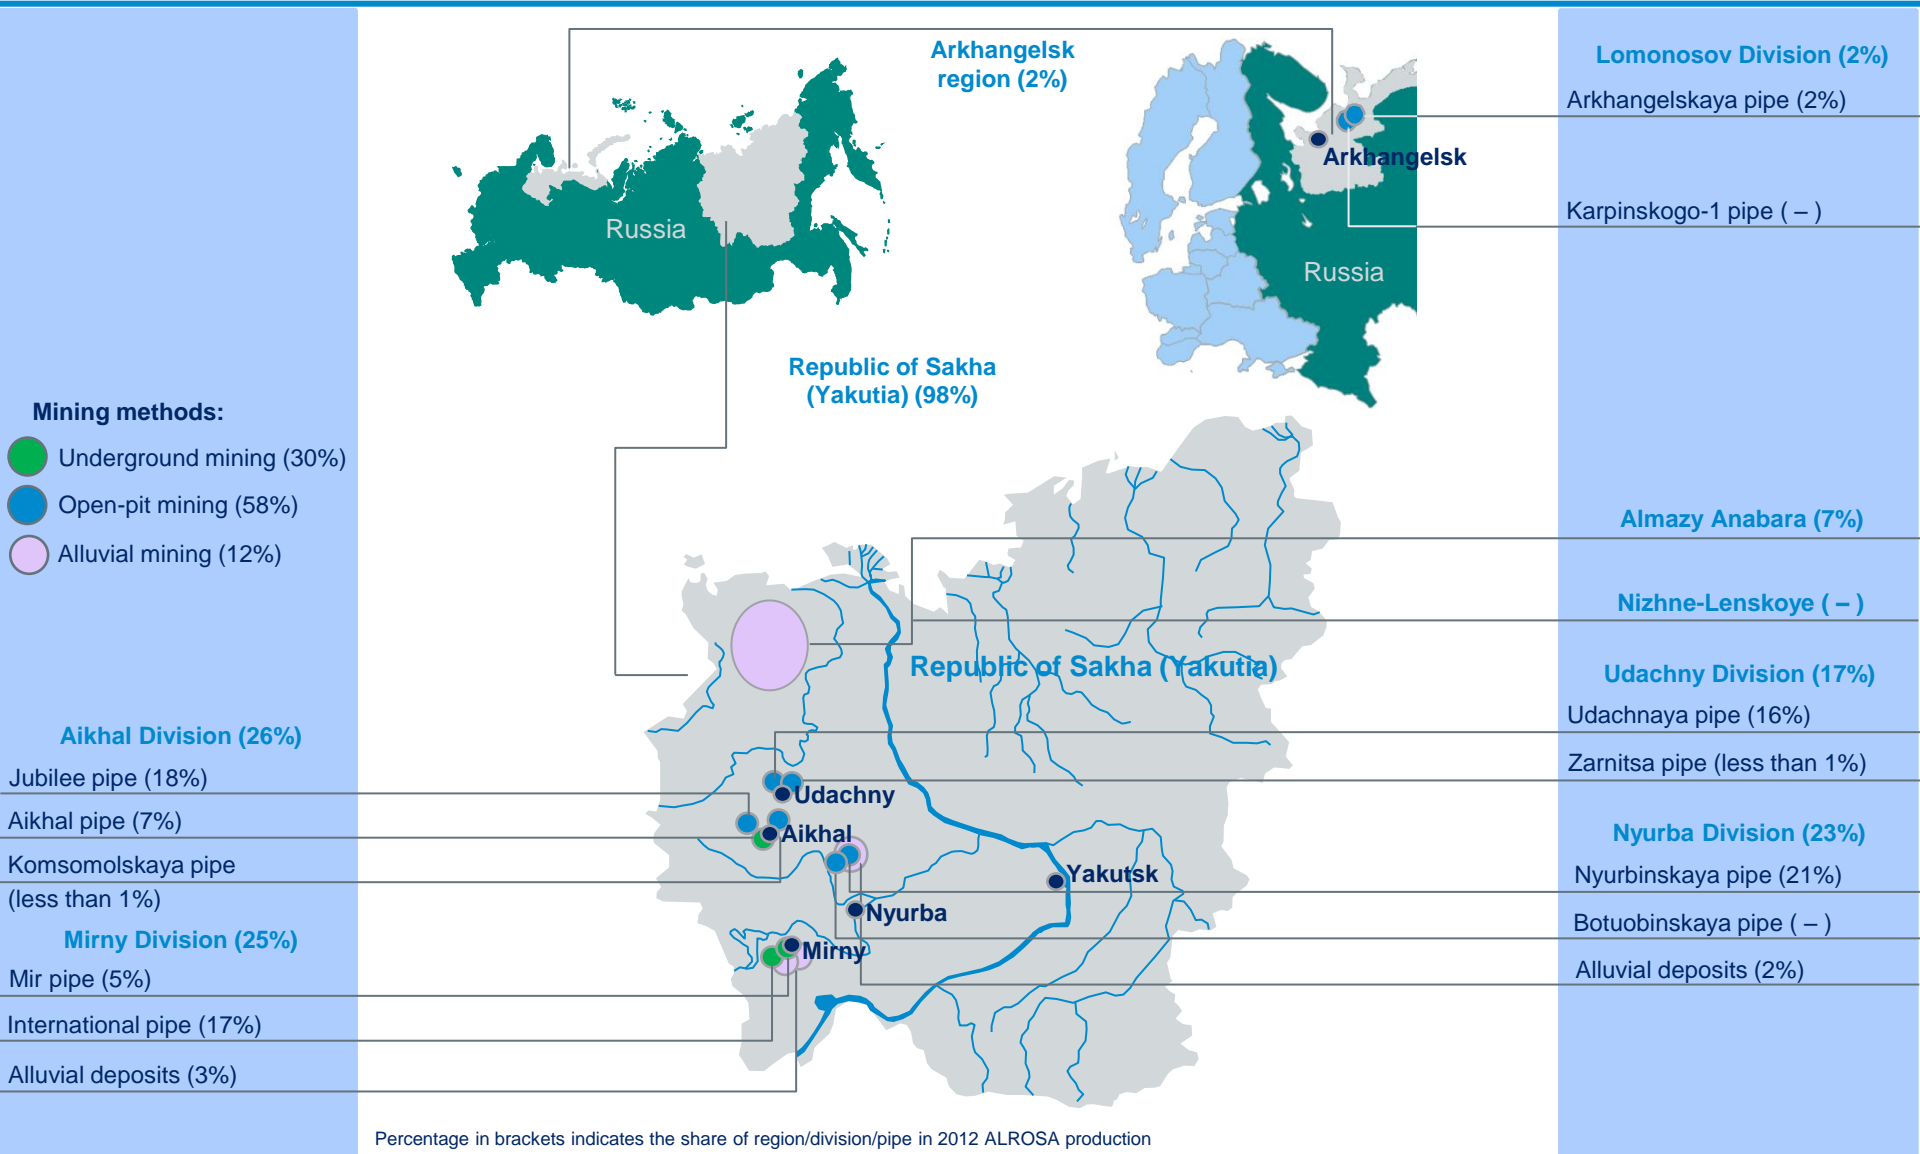 Arkhangelsk
region (2%)
Russia
Arkhangelsk
Russia
Republic of Sakha
(Yakutia) (98%)
Mining methods:
Underground mining (30%)
Open-pit mining (58%)
Alluvial mining (12%)
Aikhal Division (26%)
Jubilee pipe (18%)
Aikhal pipe (7%)
Komsomolskaya pipe
(less than 1%)
Mirny Division (25%)
Mir pipe (5%)
International pipe (17%)
Alluvial deposits (3%)
Republic of Sakha (Yakutia)
Udachny
Aikhal
Yakutsk
Nyurba
Mirny
Lomonosov Division (2%)
Arkhangelskaya pipe (2%)
Karpinskogo-1 pipe ( – )
Almazy Anabara (7%)
Nizhne-Lenskoye ( – )
Udachny Division (17%)
Udachnaya pipe (16%)
Zarnitsa pipe (less than 1%)
Nyurba Division (23%)
Nyurbinskaya pipe (21%)
Botuobinskaya pipe ( – )
Alluvial deposits (2%)
Percentage in brackets indicates the share of region/division/pipe in 2012 ALROSA production